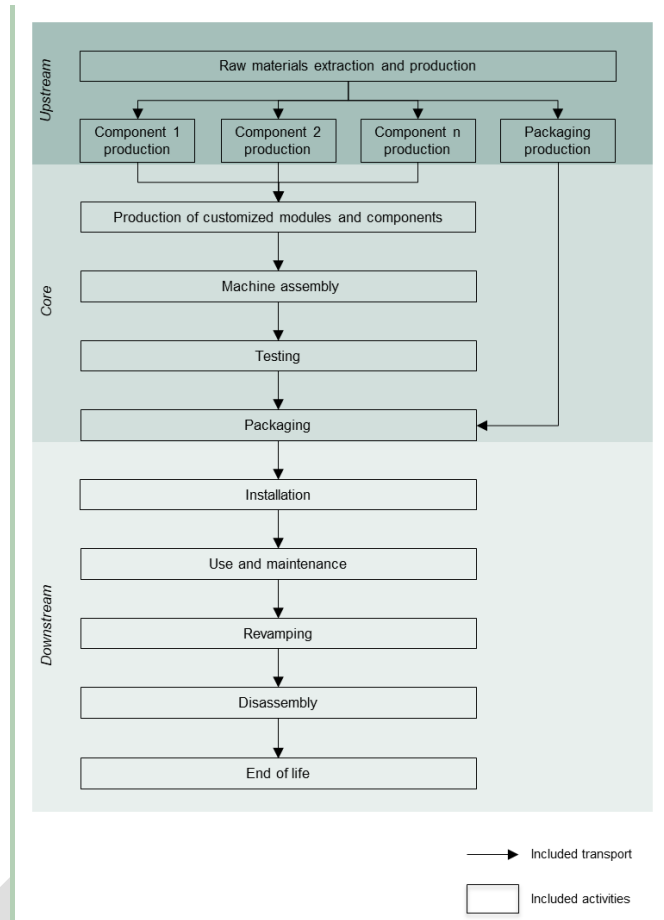 Upstream
Raw materials extraction and production
Component 1
production
Component 2
production
Component n
production
Packaging
production
Core
Production of customized modules and components
Machine assembly
Testing
Packaging
Downstream
Installation
Use and maintenance
Revamping
Disassembly
End of life
Included transport
Included activities